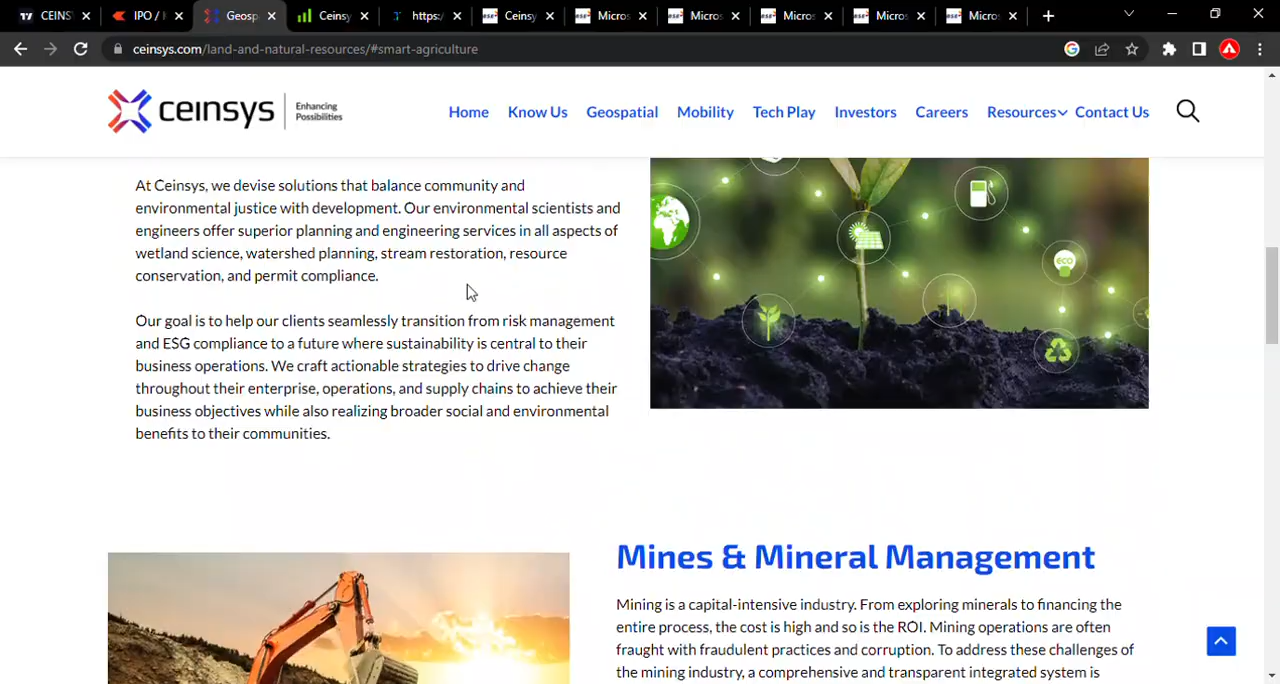 CEINS
IPO /
Geosp
Ceinsy
https:
Ceinsy
Micros
Micros
Micros
Micros
Micros
ceinsys.com/land-and-natural-resources/#smart-agriculture
ceinsys
Enhancing
Possibilities
Home
Know Us
Geospatial
Mobility
Tech Play
Investors
Careers
Resources
Contact Us
At Ceinsys, we devise solutions that balance community and
environmental justice with development. Our environmental scientists and
engineers offer superior planning and engineering services in all aspects of
wetland science, watershed planning, stream restoration, resource
conservation, and permit compliance.
Our goal is to help our clients seamlessly transition from risk management
and ESG compliance to a future where sustainability is central to their
business operations. We craft actionable strategies to drive change
throughout their enterprise, operations, and supply chains to achieve their
business objectives while also realizing broader social and environmental
benefits to their communities.
ECO
Mines & Mineral Management
Mining is a capital-intensive industry. From exploring minerals to financing the
entire process, the cost is high and so is the ROI. Mining operations are often
fraught with fraudulent practices and corruption. To address these challenges of
the mining industry, a comprehensive and transparent integrated system is